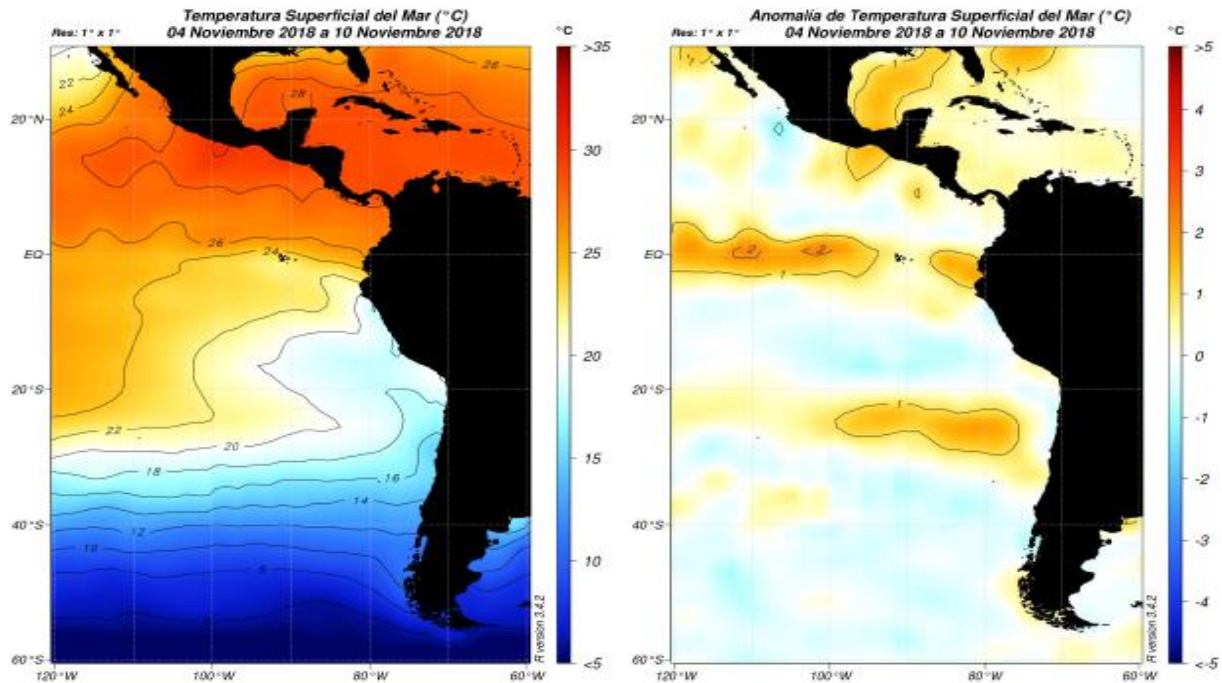 Temperatura Superficial del Mar (°C)
04 Noviembre 2018 a 10 Noviembre 2018
Res: 1° x 1°
°C
22
24
26
28
20°N
EQ
20°S
40°S
60°S
26
24
22
20
18
16
14
12
10
120°W
100°W
80°W
60°W
>35
30
25
20
15
10
<5
R version 3.4.2
Anomalía de Temperatura Superficial del Mar (°C)
04 Noviembre 2018 a 10 Noviembre 2018
Res: 1° x 1°
°C
1
1
20°N
EQ
20°S
40°S
60°S
2
2
1
1
120°W
100°W
80°W
60°W
>5
4
3
2
1
0
-1
-2
-3
-4
<-5
R version 3.4.2